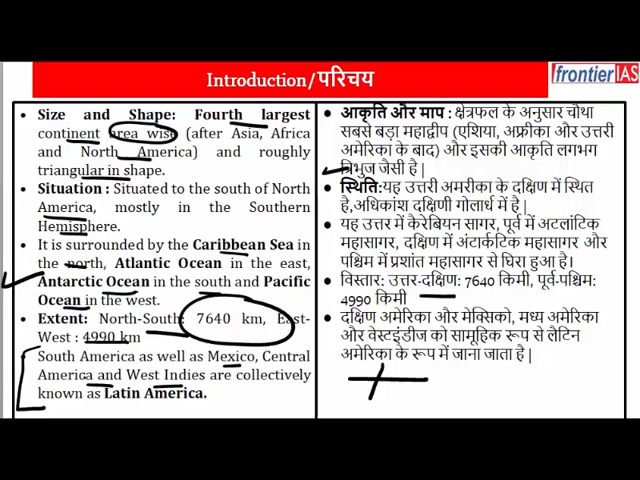 Introduction/परिचय
frontierIAS
• Size and Shape: Fourth largest
continent area wise (after Asia, Africa
and North America) and roughly
triangular in shape.
• Situation : Situated to the south of North
America, mostly in the Southern
Hemisphere.
• It is surrounded by the Caribbean Sea in
the north, Atlantic Ocean in the east,
Antarctic Ocean in the south and Pacific
Ocean in the west.
• Extent: North-South: 7640 km, East-
West : 4990 km
South America as well as Mexico, Central
America and West Indies are collectively
known as Latin America.
• आकृति और माप : क्षेत्रफल के अनुसार चौथा
सबसे बड़ा महाद्वीप (एशिया, अफ्रीका और उत्तरी
अमेरिका के बाद) और इसकी आकृति लगभग
त्रिभुज जैसी है |
• स्थिति:यह उत्तरी अमरीका के दक्षिण में स्थित
है,अधिकांश दक्षिणी गोलार्ध में है |
• यह उत्तर में कैरेबियन सागर, पूर्व में अटलांटिक
महासागर, दक्षिण में अंटार्कटिक महासागर और
पश्चिम में प्रशांत महासागर से घिरा हुआ है।
• विस्तार: उत्तर-दक्षिण: 7640 किमी, पूर्व-पश्चिम:
4990 किमी
• दक्षिण अमेरिका और मेक्सिको, मध्य अमेरिका
और वेस्टइंडीज को सामूहिक रूप से लैटिन
अमेरिका के रूप में जाना जाता है |